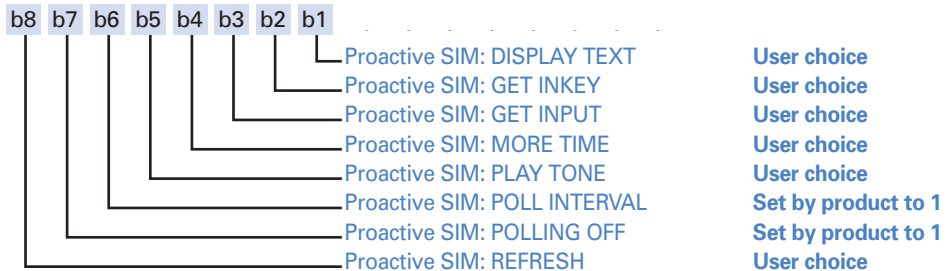 b8 b7 b6 b5 b4 b3 b2 b1
Proactive SIM: DISPLAY TEXT User choice
Proactive SIM: GET INKEY User choice
Proactive SIM: GET INPUT User choice
Proactive SIM: MORE TIME User choice
Proactive SIM: PLAY TONE User choice
Proactive SIM: POLL INTERVAL Set by product to 1
Proactive SIM: POLLING OFF Set by product to 1
Proactive SIM: REFRESH User choice